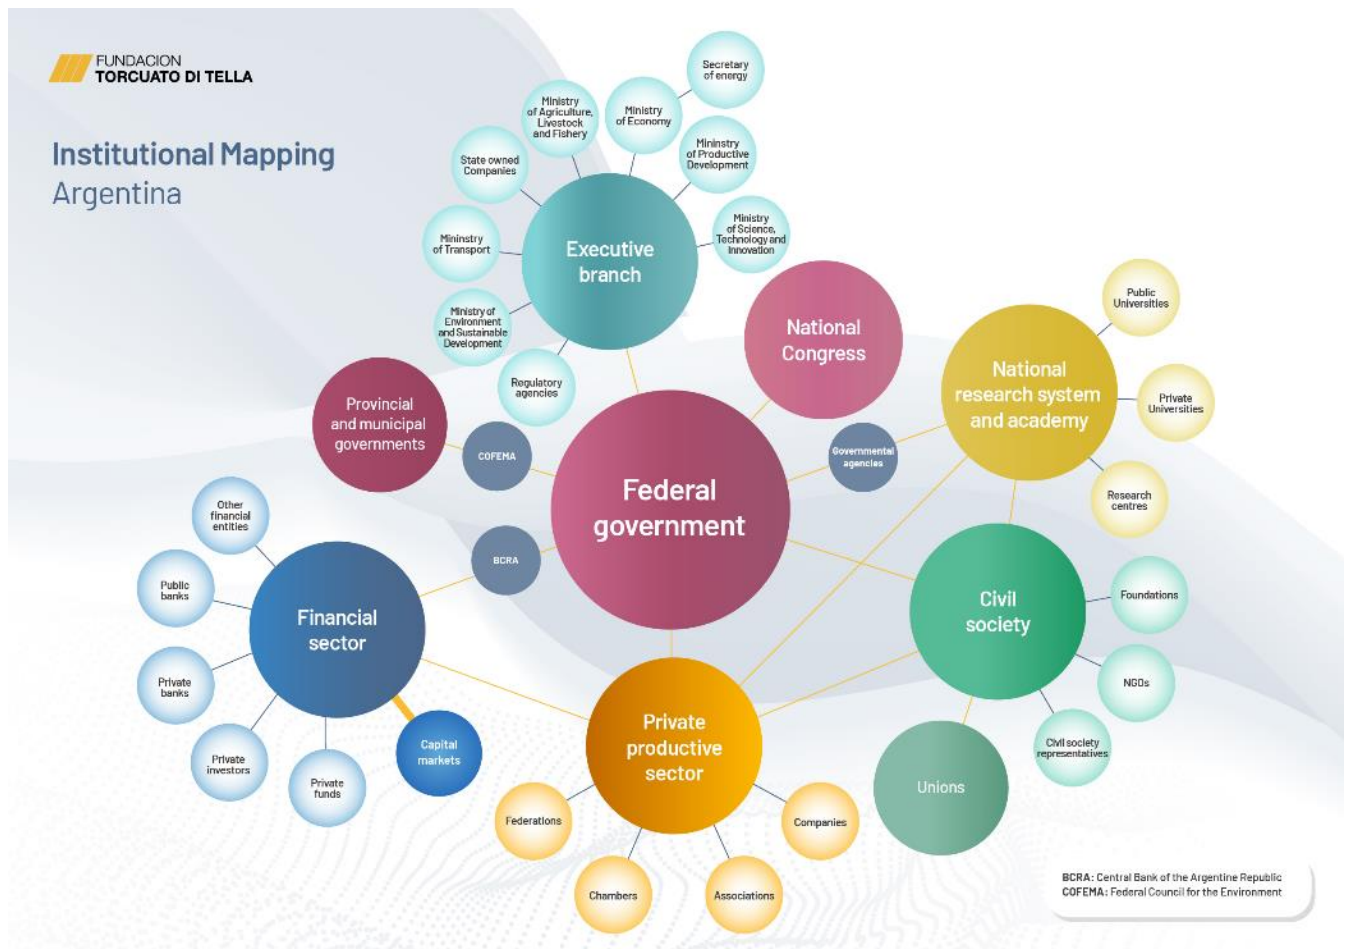 FUNDACION
TORCUATO DI TELLA
Institutional Mapping
Argentina
Secretary
of energy
Ministry
of Agriculture,
Livestock
and Fishery
Ministry
of Economy
Mininstry
of Productive
Development
State owned
Companies
Ministry
of Science,
Technology and
Innovation
Mininstry
of Transport
Executive
branch
Ministry of
Environment
and Sustainable
Development
Regulatory
agencies
National
Congress
Public
Universities
National
research system
and academy
Private
Universities
Research
centres
Provincial
and municipal
governments
COFEMA
Governmental
agencies
Federal
government
BCRA
Other
financial
entities
Public
banks
Financial
sector
Private
banks
Private
investors
Private
funds
Capital
markets
Civil
society
Foundations
NGOs
Civil society
representatives
Unions
Private
productive
sector
Federations
Chambers
Associations
Companies
BCRA: Central Bank of the Argentine Republic
COFEMA: Federal Council for the Environment